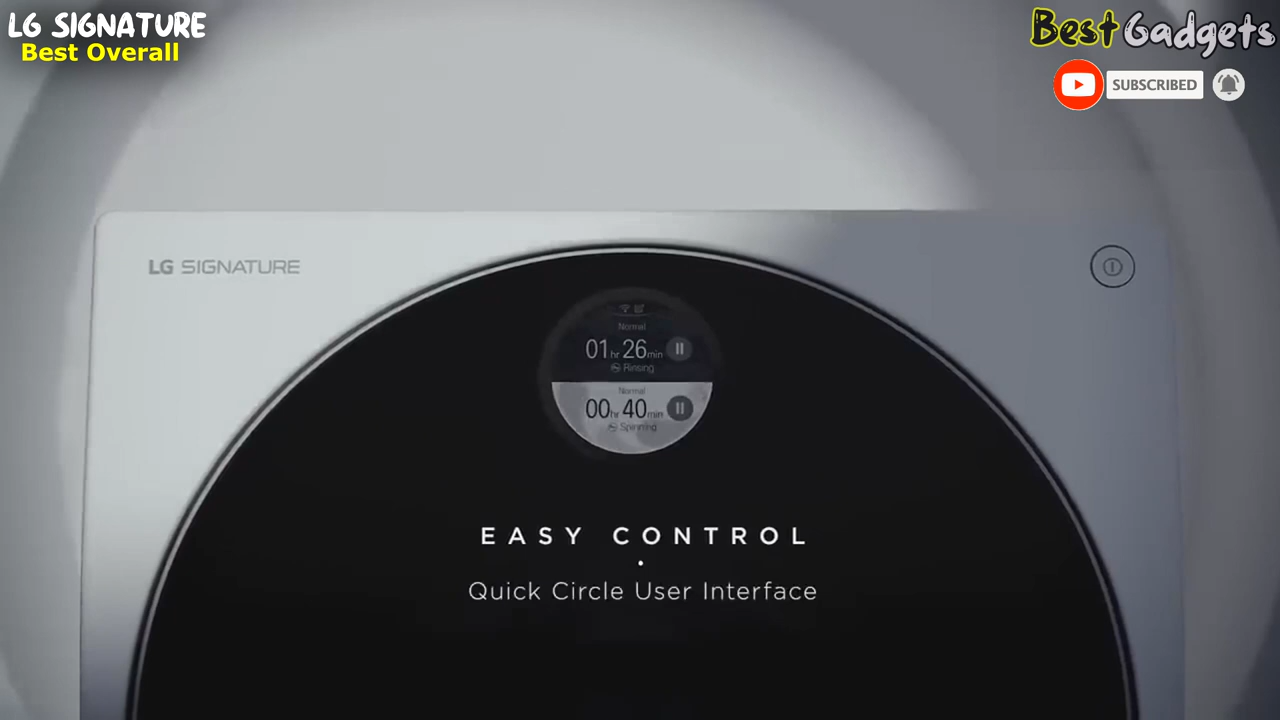 LG SIGNATURE
Best Overall
Best Gadgets
SUBSCRIBED
LG SIGNATURE
Normal
01 hr 26 min
Rinsing
Normal
00 hr 40 min
Spinning
EASY CONTROL
Quick Circle User Interface